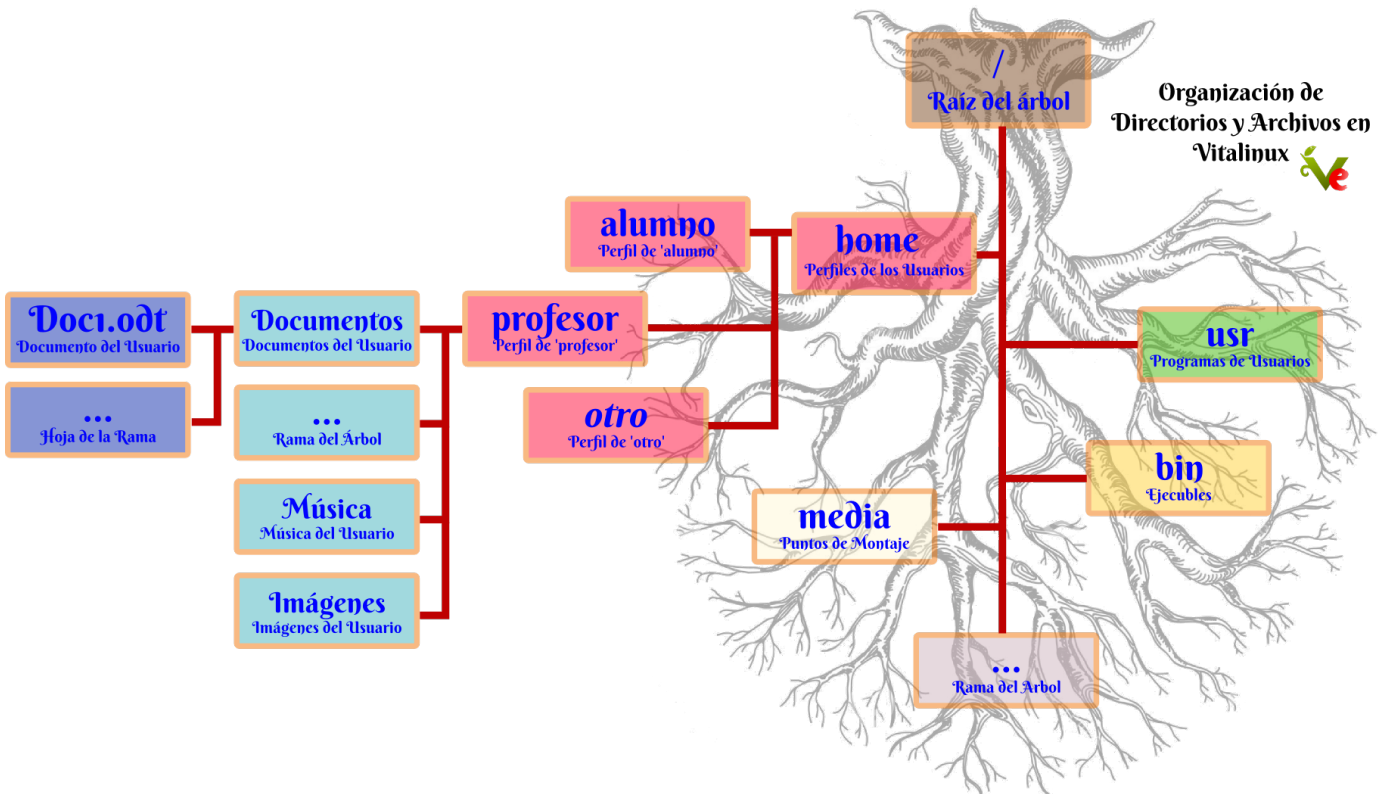 /
Raíz del árbol
Organización de
Directorios y Archivos en
Vitalinux
Ve
alumno
Perfil de 'alumno'
home
Perfiles de los Usuarios
Doc1.odt
Documento del Usuario
Documentos
Documentos del Usuario
profesor
Perfil de 'profesor'
usr
Programas de Usuarios
...
Hoja de la Rama
...
Rama del Árbol
otro
Perfil de 'otro'
bin
Ejecubles
Música
Música del Usuario
media
Puntos de Montaje
Imágenes
Imágenes del Usuario
...
Rama del Arbol